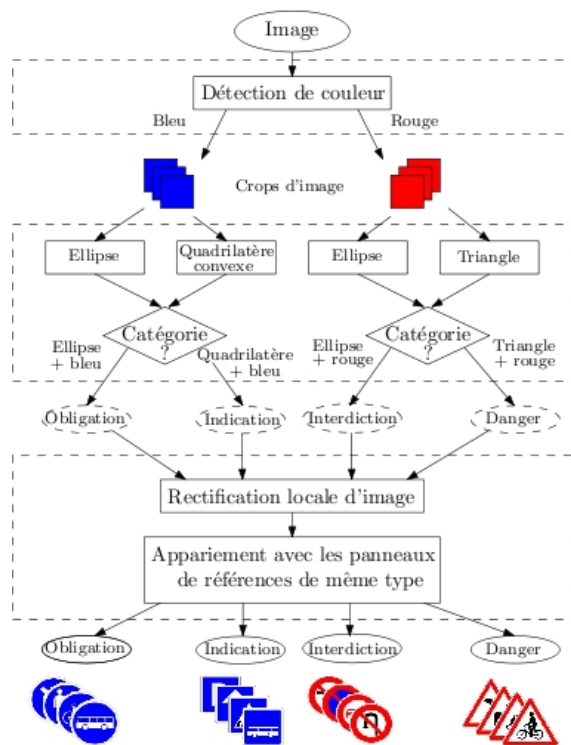 Image
Détection de couleur
Bleu
Rouge
Crops d'image
Ellipse
Quadrilatère
convexe
Ellipse
Triangle
Catégorie
?
Catégorie
?
Ellipse
+ bleu
Quadrilatère
+ bleu
Ellipse
+ rouge
Triangle
+ rouge
Obligation
Indication
Interdiction
Danger
Rectification locale d'image
Appariement avec les panneaux
de références de même type
Obligation
Indication
Interdiction
Danger